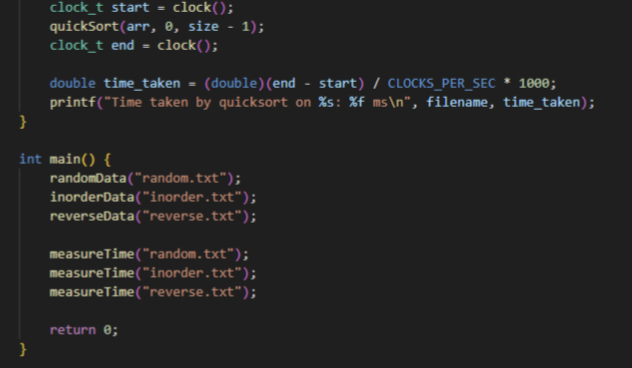 clock_t start = clock();
quickSort(arr, 0, size - 1);
clock_t end = clock();
double time_taken = (double)(end - start) / CLOCKS_PER_SEC * 1000;
printf("Time taken by quicksort on %s: %f ms\n", filename, time_taken);
}
int main() {
randomData("random.txt");
inorderData("inorder.txt");
reverseData("reverse.txt");
measureTime("random.txt");
measureTime("inorder.txt");
measureTime("reverse.txt");
return 0;
}